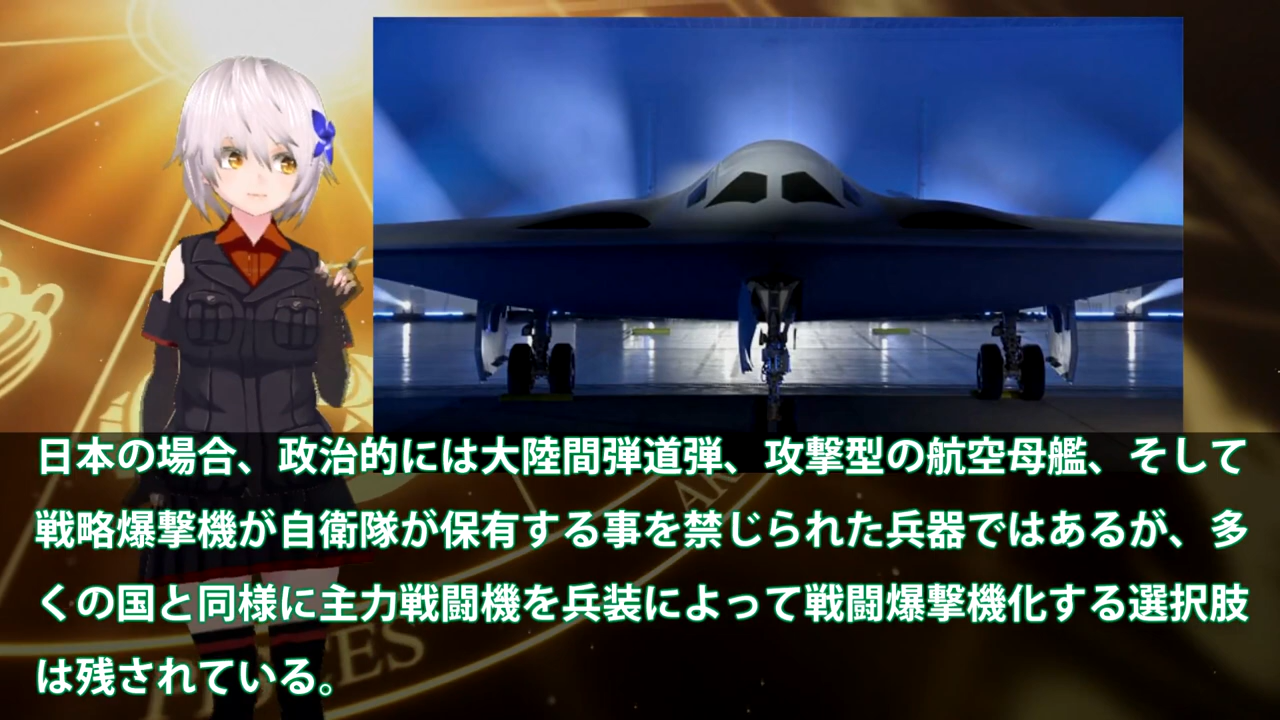 日本の場合、政治的には大陸間弾道弾、攻撃型の航空母艦、そして
戦略爆撃機が自衛隊が保有する事を禁じられた兵器ではあるが、多
くの国と同様に主力戦闘機を兵装によって戦闘爆撃機化する選択肢
は残されている。